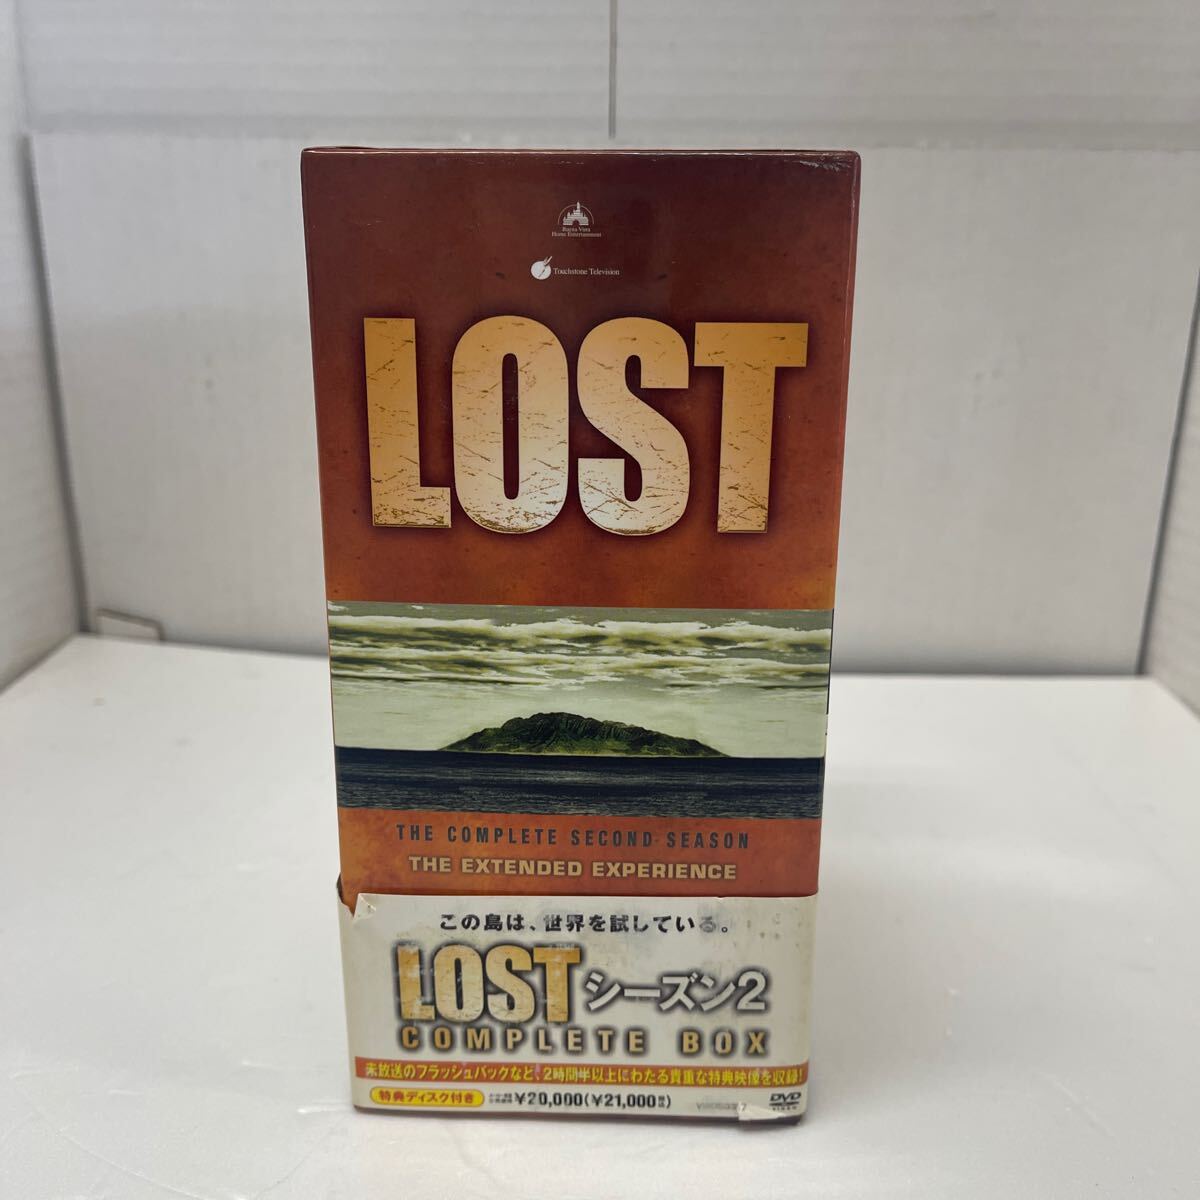 Buena Vista
Home Entertainment
Touchstone Television
LOST
THE COMPLETE SECOND SEASON
THE EXTENDED EXPERIENCE
この島は、世界を試している。
LOST シーズン2
COMPLETE BOX
未放送のフラッシュバックなど、2時間半以上にわたる貴重な特典映像を収録!
特典ディスク付き ¥20,000(¥21,000)
DVD
VIDEO